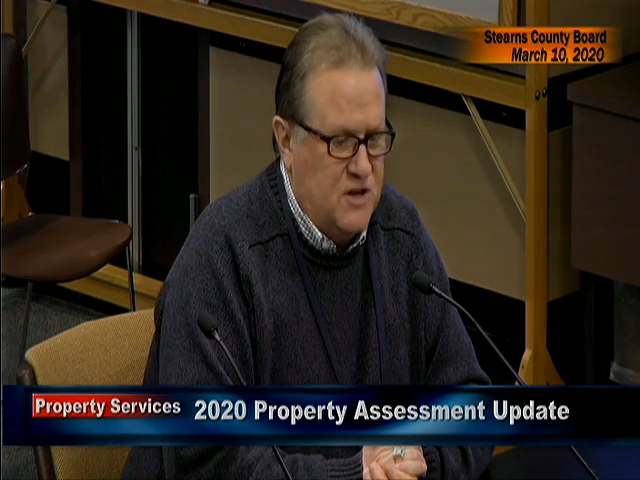 Stearns County Board
March 10, 2020
Property Services
2020 Property Assessment Update